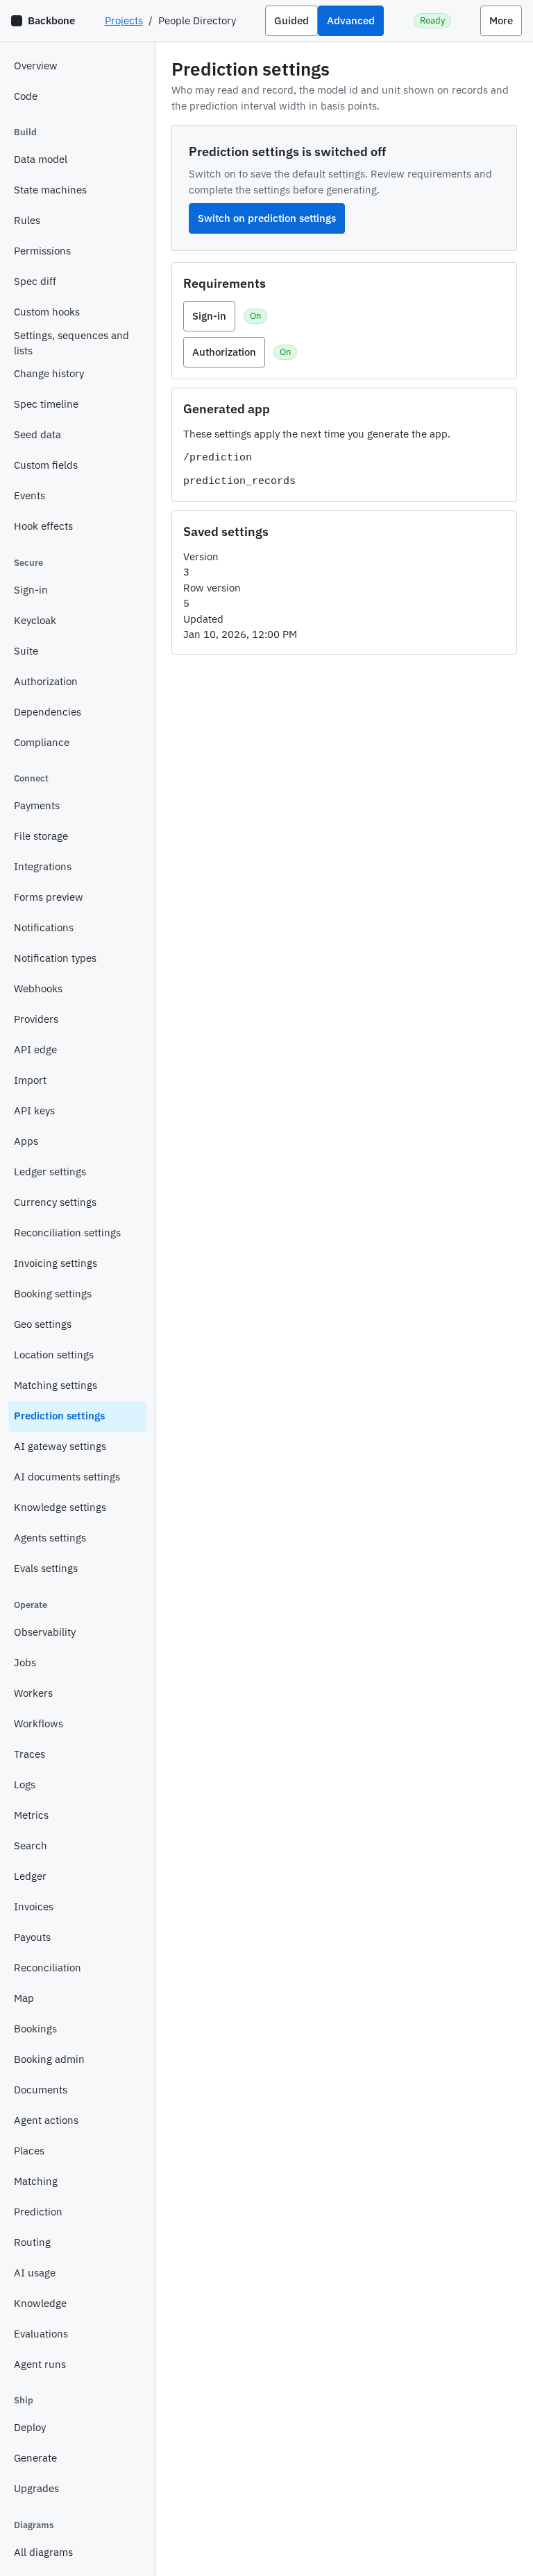 Backbone
Projects / People Directory
Guided
Advanced
Ready
More
Overview
Code
Build
Data model
State machines
Rules
Permissions
Spec diff
Custom hooks
Settings, sequences and
lists
Change history
Spec timeline
Seed data
Custom fields
Events
Hook effects
Secure
Sign-in
Keycloak
Suite
Authorization
Dependencies
Compliance
Connect
Payments
File storage
Integrations
Forms preview
Notifications
Notification types
Webhooks
Providers
API edge
Import
API keys
Apps
Ledger settings
Currency settings
Reconciliation settings
Invoicing settings
Booking settings
Geo settings
Location settings
Matching settings
Prediction settings
AI gateway settings
AI documents settings
Knowledge settings
Agents settings
Evals settings
Operate
Observability
Jobs
Workers
Workflows
Traces
Logs
Metrics
Search
Ledger
Invoices
Payouts
Reconciliation
Map
Bookings
Booking admin
Documents
Agent actions
Places
Matching
Prediction
Routing
AI usage
Knowledge
Evaluations
Agent runs
Ship
Deploy
Generate
Upgrades
Diagrams
All diagrams
Prediction settings
Who may read and record, the model id and unit shown on records and
the prediction interval width in basis points.
Prediction settings is switched off
Switch on to save the default settings. Review requirements and
complete the settings before generating.
Switch on prediction settings
Requirements
Sign-in On
Authorization On
Generated app
These settings apply the next time you generate the app.
/prediction
prediction_records
Saved settings
Version
3
Row version
5
Updated
Jan 10, 2026, 12:00 PM